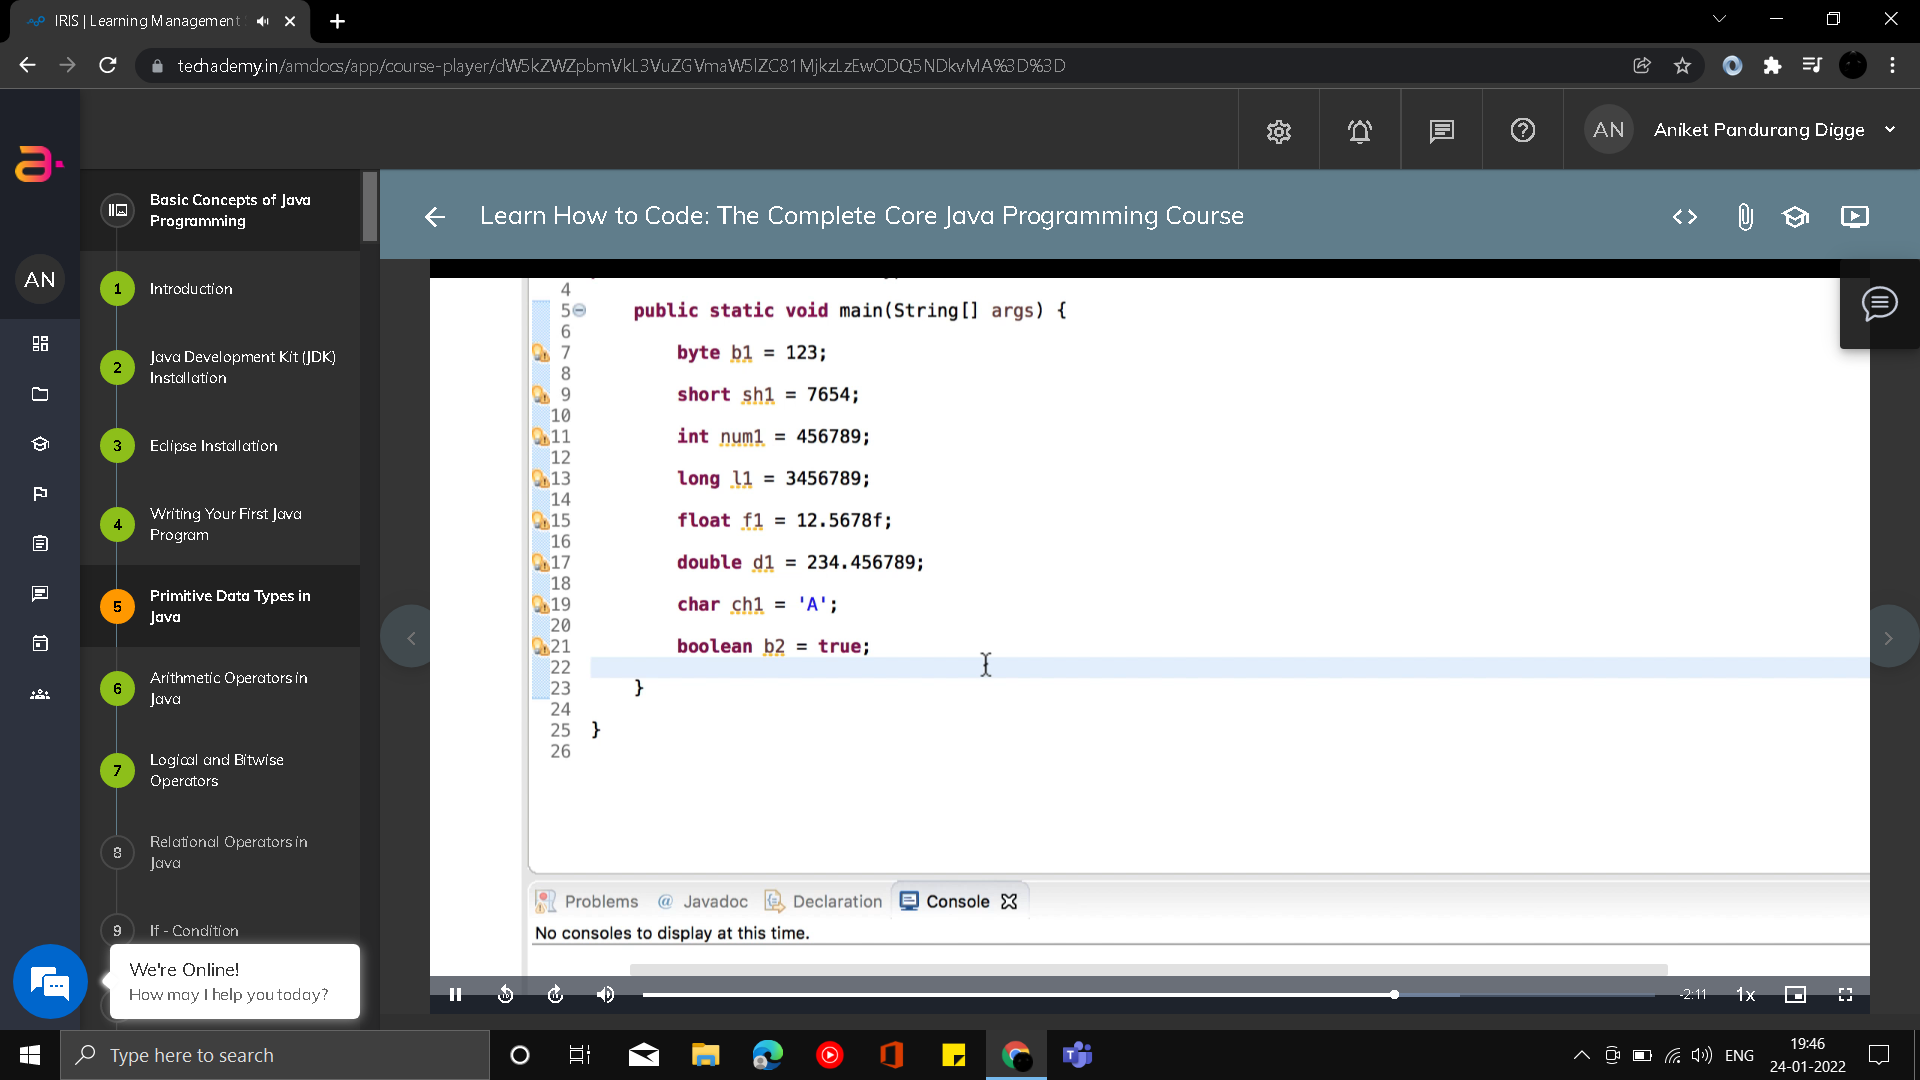 IRIS | Learning Management
techademy.in/amdocs/app/course-player/dW5kZWZpbmVkL3VuZGVmaW5lZC81MjkzLzEwODQ5NDkvMA%3D%3D
AN
Aniket Pandurang Digge
a.
AN
Basic Concepts of Java
Programming
1
Introduction
2
Java Development Kit (JDK)
Installation
3
Eclipse Installation
4
Writing Your First Java
Program
5
Primitive Data Types in
Java
6
Arithmetic Operators in
Java
7
Logical and Bitwise
Operators
8
Relational Operators in
Java
9
If - Condition
We're Online!
How may I help you today?
Learn How to Code: The Complete Core Java Programming Course
4
5 public static void main(String[] args) {
6
7 byte b1 = 123;
8
9 short sh1 = 7654;
10
11 int num1 = 456789;
12
13 long l1 = 3456789;
14
15 float f1 = 12.5678f;
16
17 double d1 = 234.456789;
18
19 char ch1 = 'A';
20
21 boolean b2 = true;
22
23 }
24
25 }
26
Problems @ Javadoc Declaration Console
No consoles to display at this time.
-2:11 1x
Type here to search
ENG
19:46
24-01-2022